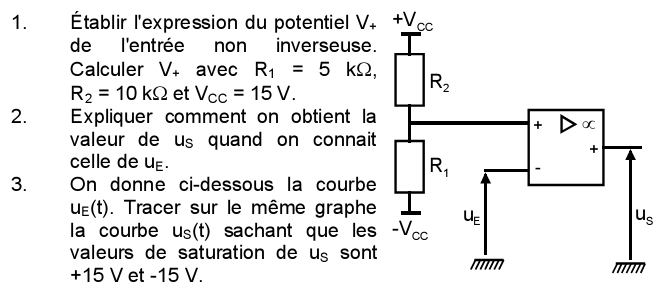 1. Établir l'expression du potentiel V+
de l'entrée non inverseuse.
Calculer V+ avec R1 = 5 kΩ,
R2 = 10 kΩ et VCC = 15 V.
2. Expliquer comment on obtient la
valeur de uS quand on connait
celle de uE.
3. On donne ci-dessous la courbe
uE(t). Tracer sur le même graphe
la courbe uS(t) sachant que les
valeurs de saturation de uS sont
+15 V et -15 V.
+VCC
R2
+ ▷ ∞
+
R1
-
uE
uS
-VCC